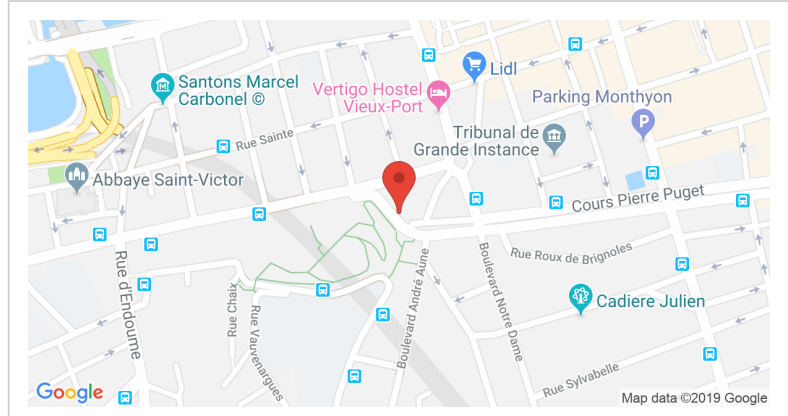 Lidl
Santons Marcel
Carbonel ©
Vertigo Hostel
Vieux-Port
Parking Monthyon
P
Rue Sainte
Tribunal de
Grande Instance
Abbaye Saint-Victor
Cours Pierre Puget
Rue d'Endoume
Boulevard André Aune
Boulevard Notre Dame
Rue Roux de Brignoles
Rue Chaix
Rue Vauvenargues
Cadiere Julien
Rue Sylvabelle
Google
Map data ©2019 Google